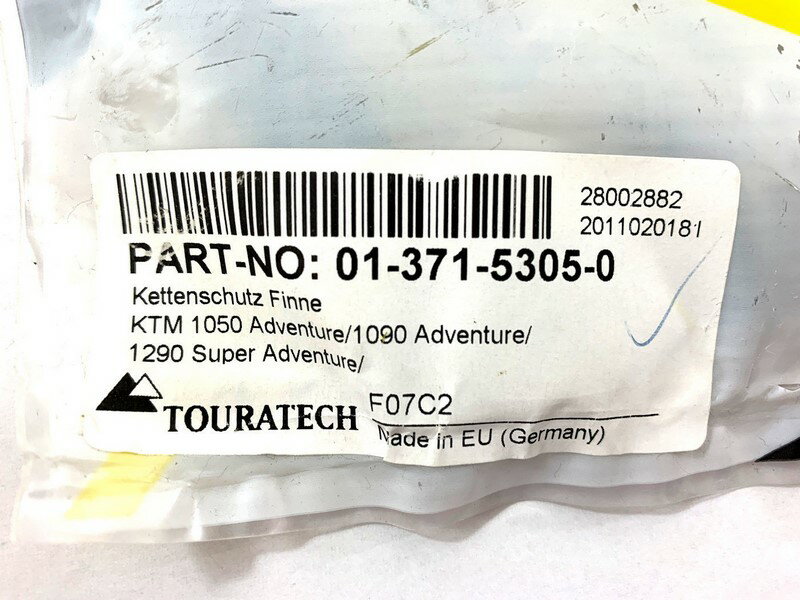 28002882
2011020181
PART-NO: 01-371-5305-0
Kettenschutz Finne
KTM 1050 Adventure/1090 Adventure/
1290 Super Adventure/
TOURATECH
F07C2
Made in EU (Germany)